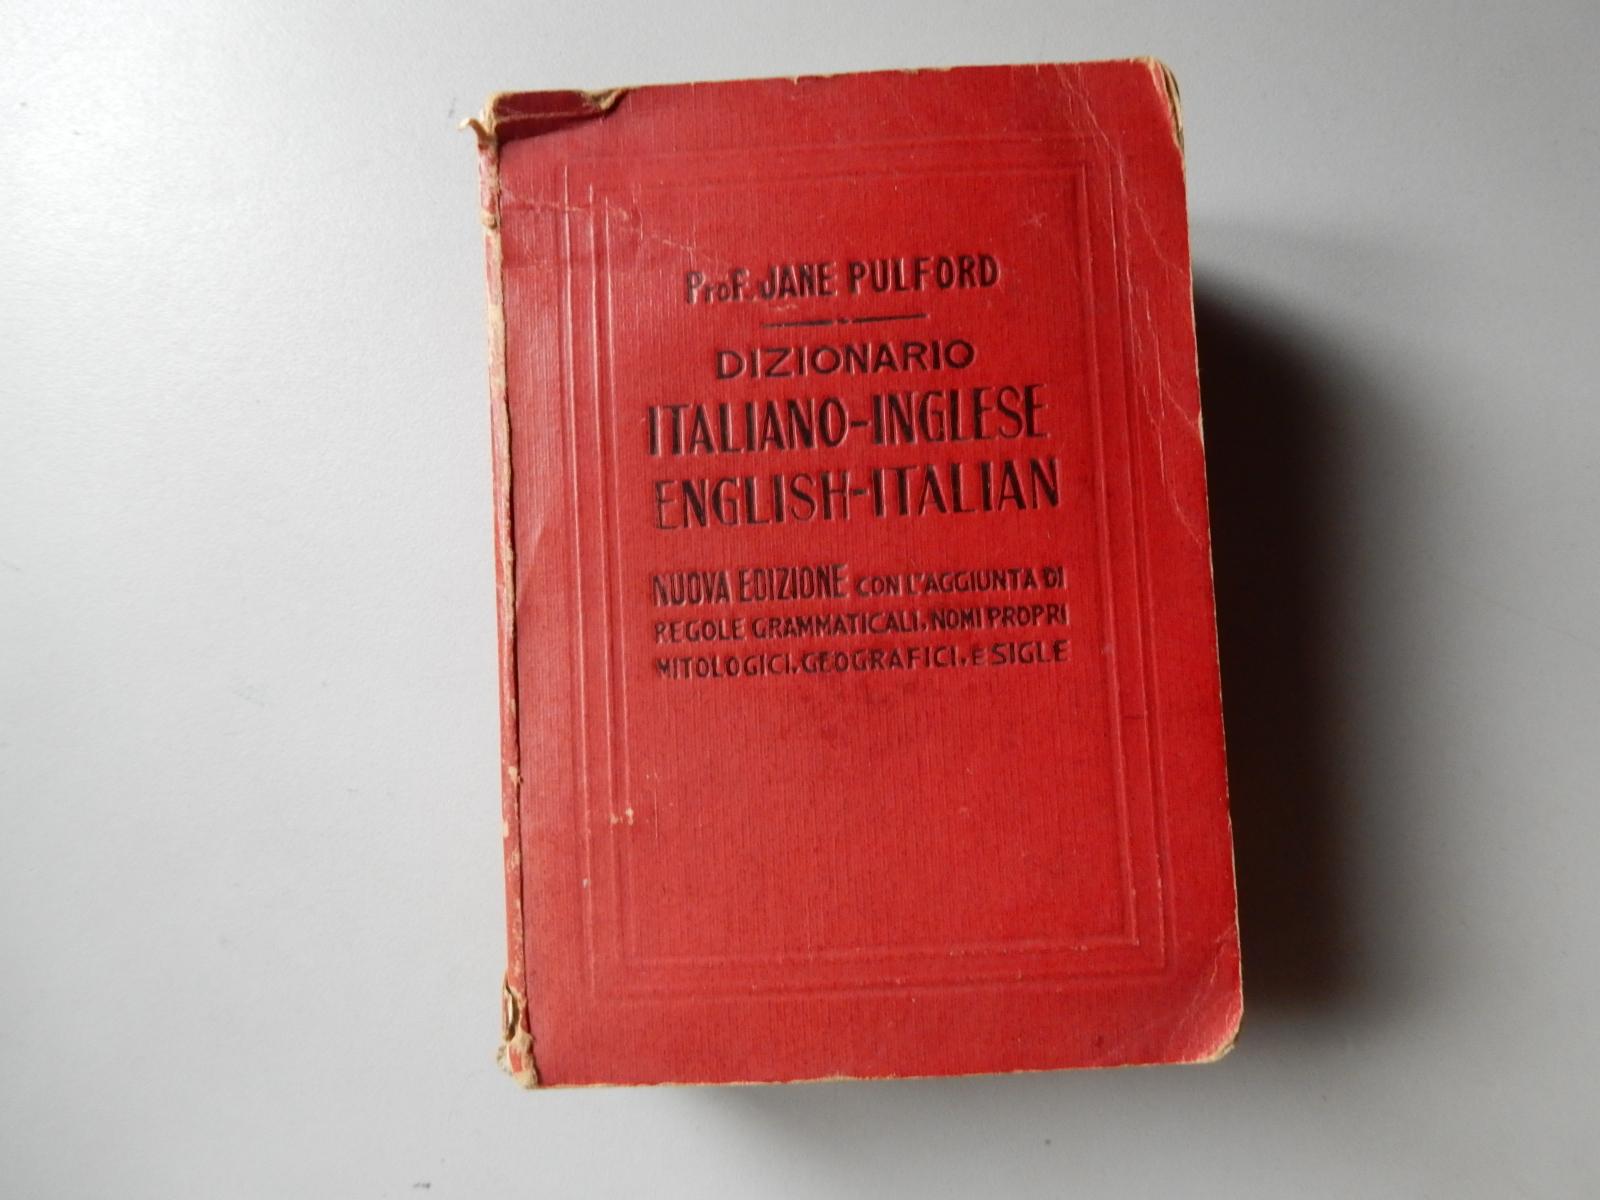 Prof. JANE PULFORD
DIZIONARIO
ITALIANO-INGLESE
ENGLISH-ITALIAN
NUOVA EDIZIONE CON L'AGGIUNTA DI
REGOLE GRAMMATICALI, NOMI PROPRI
MITOLOGICI, GEOGRAFICI, E SIGLE